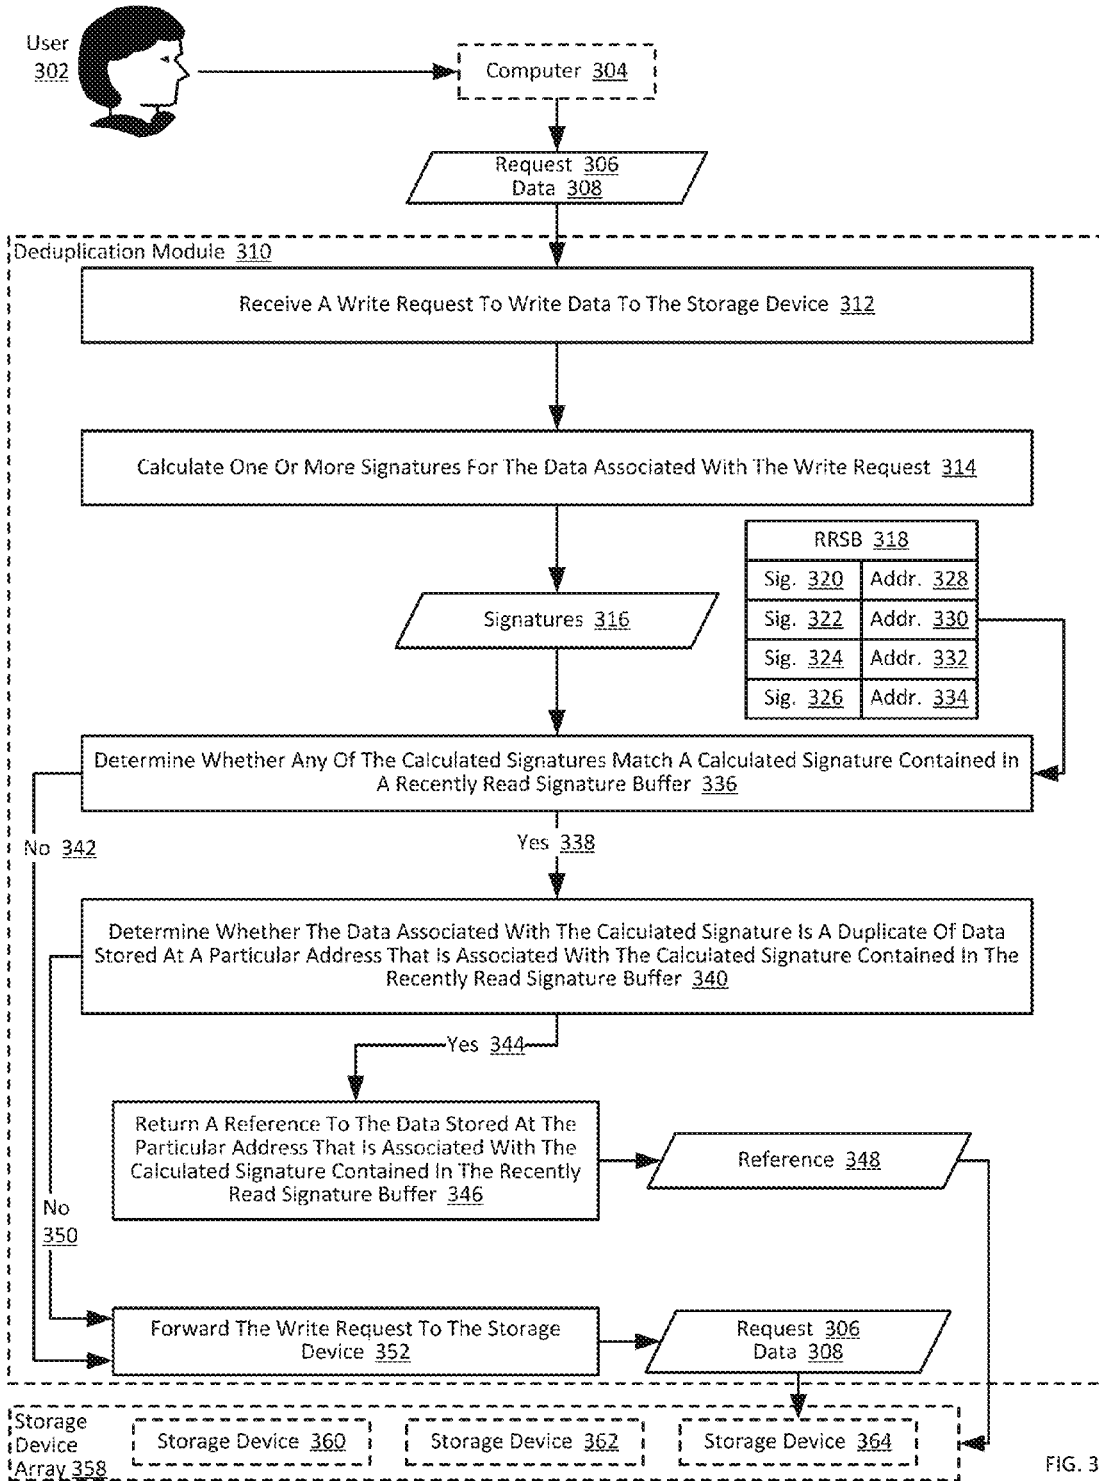 User
302
Computer 304
Request 306
Data 308
Deduplication Module 310
Receive A Write Request To Write Data To The Storage Device 312
Calculate One Or More Signatures For The Data Associated With The Write Request 314
RRSB 318
Sig. 320 Addr. 328
Sig. 322 Addr. 330
Sig. 324 Addr. 332
Sig. 326 Addr. 334
Signatures 316
Determine Whether Any Of The Calculated Signatures Match A Calculated Signature Contained In
A Recently Read Signature Buffer 336
No 342
Yes 338
Determine Whether The Data Associated With The Calculated Signature Is A Duplicate Of Data
Stored At A Particular Address That Is Associated With The Calculated Signature Contained In The
Recently Read Signature Buffer 340
Yes 344
Return A Reference To The Data Stored At The
Particular Address That Is Associated With The
Calculated Signature Contained In The Recently
Read Signature Buffer 346
Reference 348
No
350
Forward The Write Request To The Storage
Device 352
Request 306
Data 308
Storage
Device
Array 358
Storage Device 360
Storage Device 362
Storage Device 364
FIG. 3